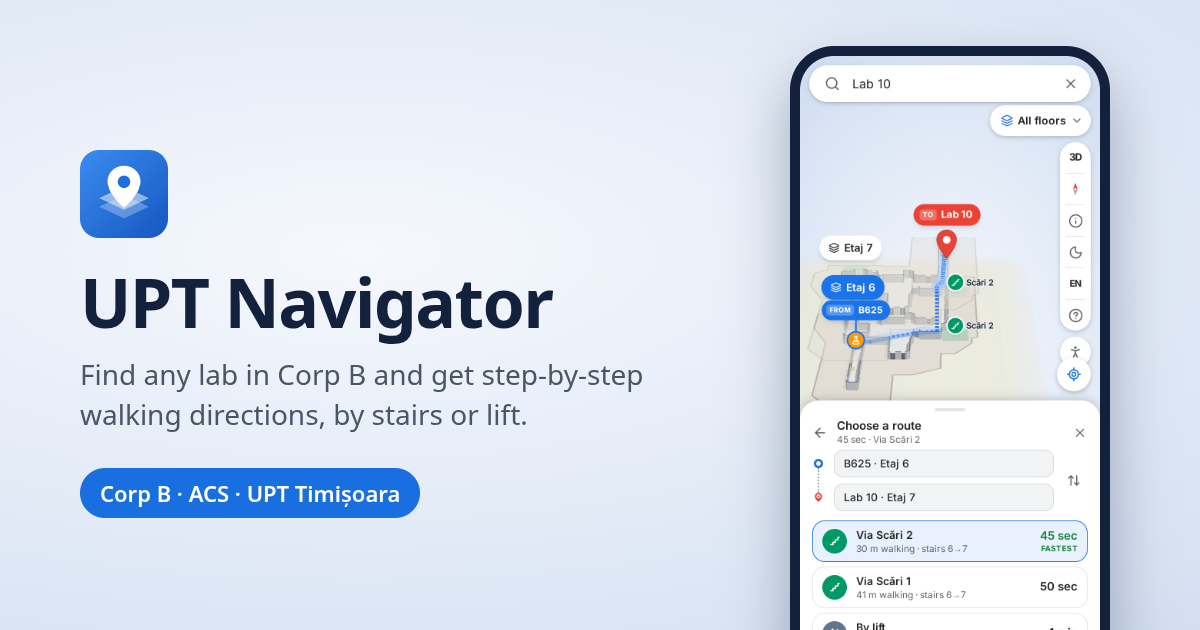 UPT Navigator
Find any lab in Corp B and get step-by-step
walking directions, by stairs or lift.
Corp B · ACS · UPT Timișoara
Lab 10
All floors
3D
TO Lab 10
Etaj 7
Etaj 6
FROM B625
Scări 2
Scări 2
EN
Choose a route
45 sec · Via Scări 2
B625 · Etaj 6
Lab 10 · Etaj 7
Via Scări 2
45 sec
30 m walking · stairs 6→7
FASTEST
Via Scări 1
50 sec
41 m walking · stairs 6→7
By lift